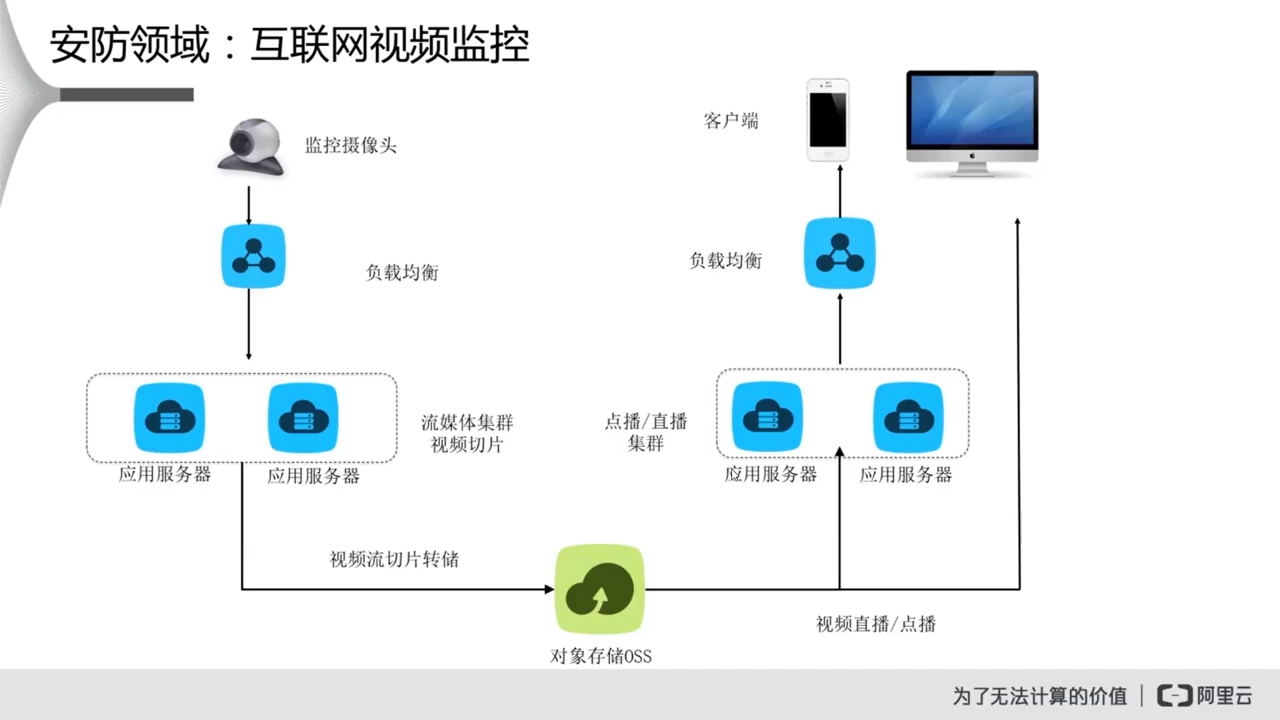 安防领域：互联网视频监控
监控摄像头
客户端
负载均衡
负载均衡
流媒体集群
视频切片
点播/直播
集群
应用服务器
应用服务器
应用服务器
应用服务器
视频流切片转储
视频直播/点播
对象存储OSS
为了无法计算的价值
阿里云